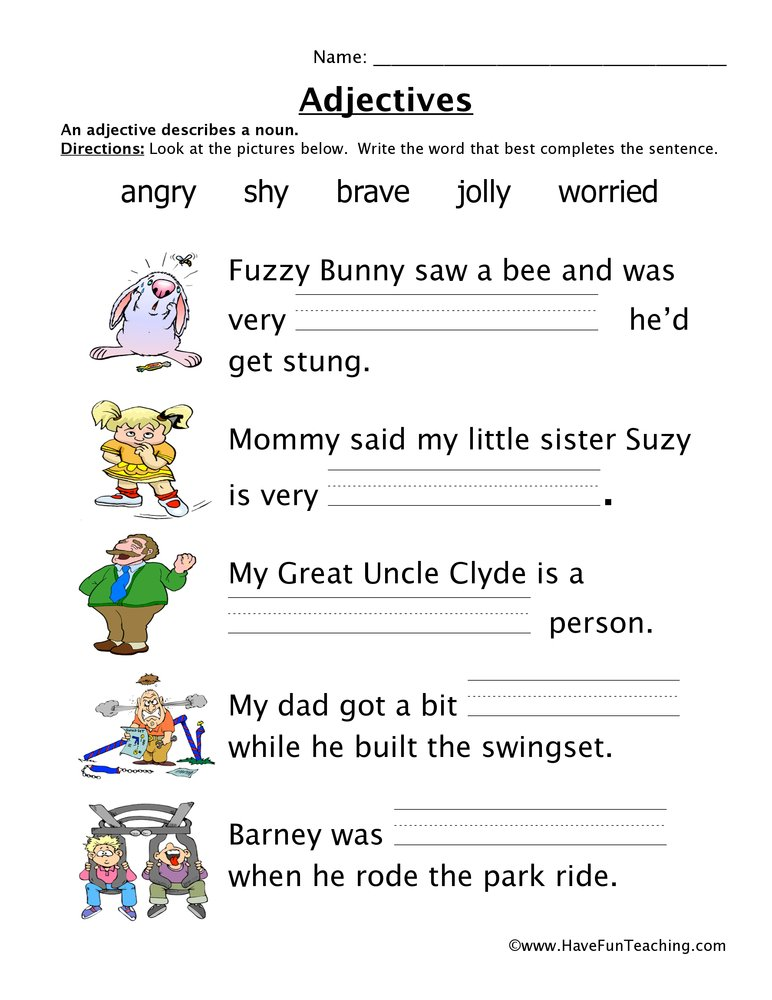 Name: ________________________________________
Adjectives
An adjective describes a noun.
Directions: Look at the pictures below.  Write the word that best completes the sentence.
angry shy brave jolly worried
Fuzzy Bunny saw a bee and was
very he’d
get stung.
Mommy said my little sister Suzy
is very .
My Great Uncle Clyde is a
person.
My dad got a bit
while he built the swingset.
Barney was
when he rode the park ride.
©www.HaveFunTeaching.com